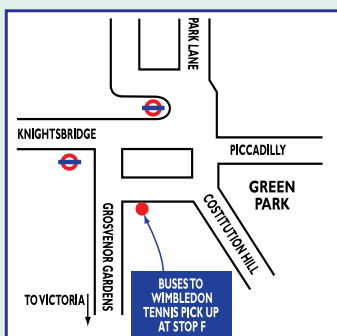 PARK LANE
KNIGHTSBRIDGE
PICCADILLY
GREEN
PARK
COSTITUTION HILL
GROSVENOR GARDENS
TO VICTORIA
BUSES TO
WIMBLEDON
TENNIS PICK UP
AT STOP F